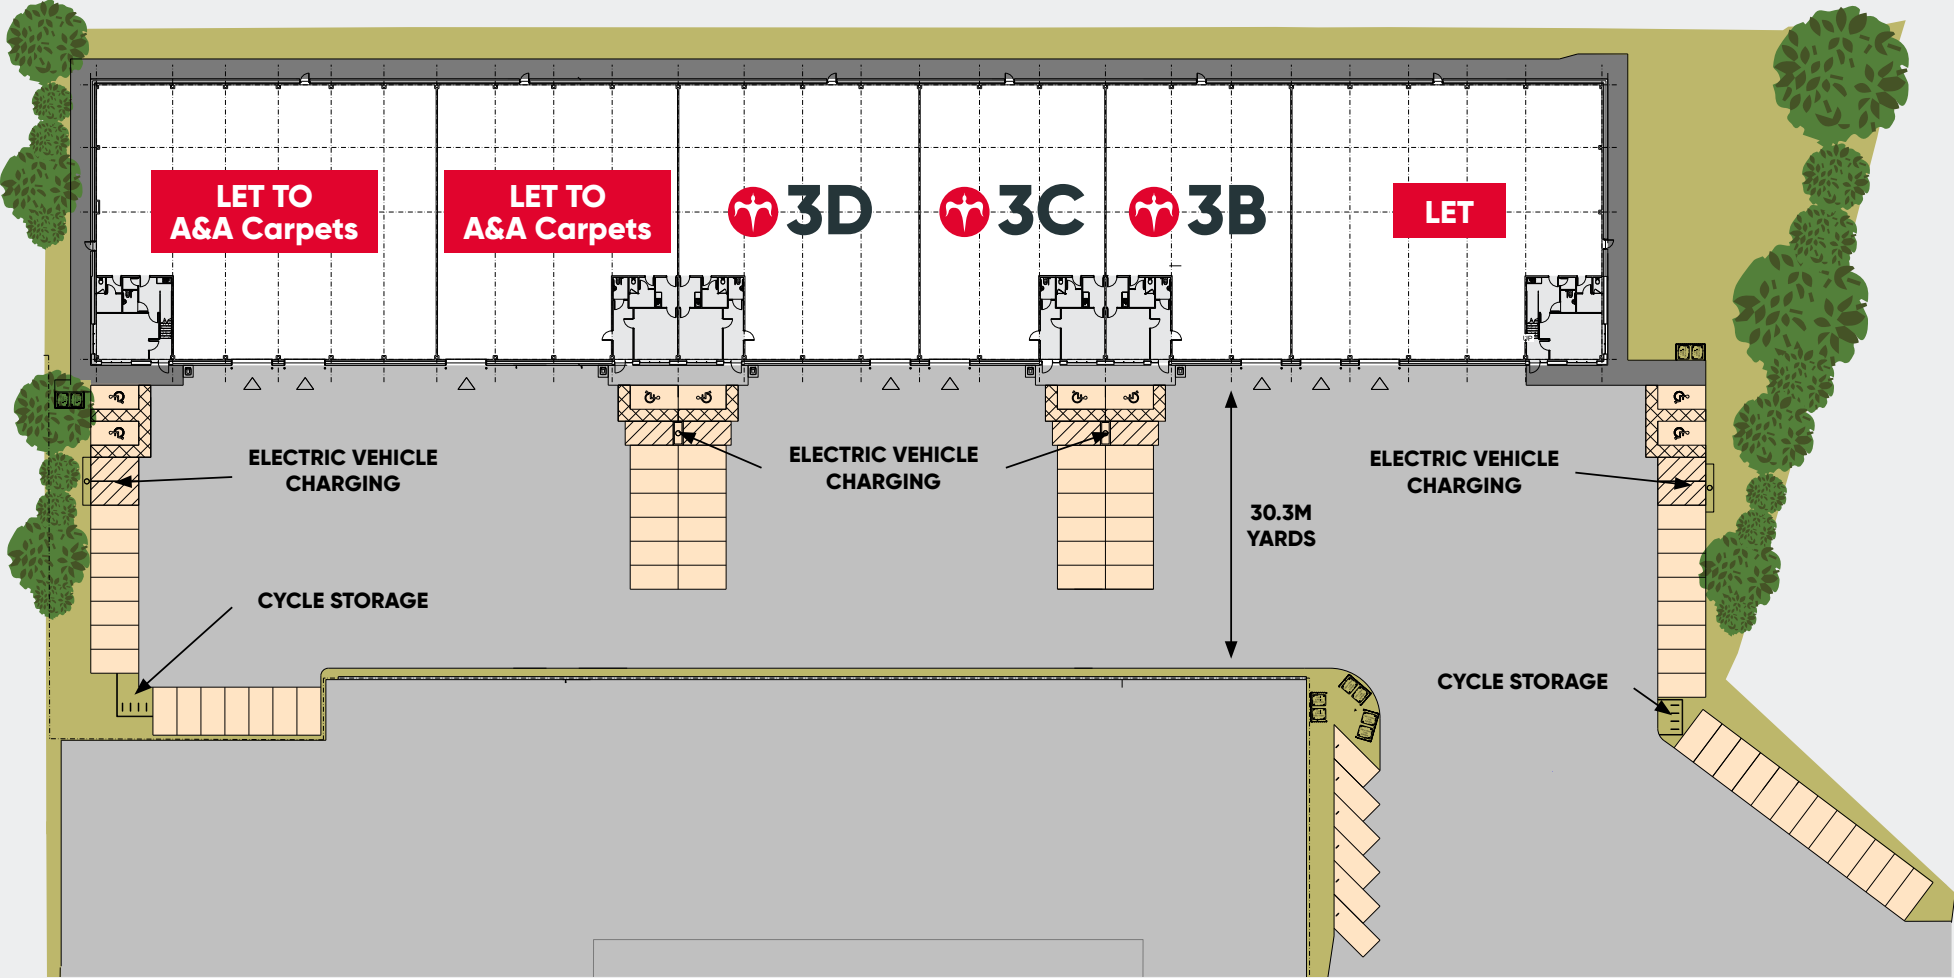 LET TO
A&A Carpets
LET TO
A&A Carpets
3D
3C
3B
LET
UP
ELECTRIC VEHICLE
CHARGING
ELECTRIC VEHICLE
CHARGING
ELECTRIC VEHICLE
CHARGING
30.3M
YARDS
CYCLE STORAGE
CYCLE STORAGE